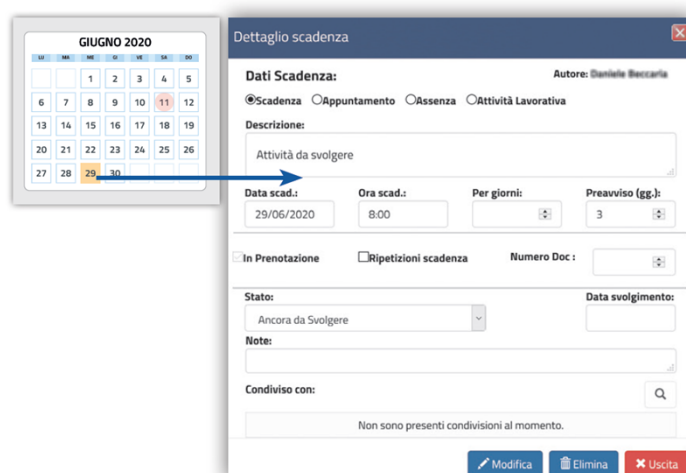 GIUGNO 2020
LU MA ME GI VE SA DO
1 2 3 4 5
6 7 8 9 10 11 12
13 14 15 16 17 18 19
20 21 22 23 24 25 26
27 28 29 30
Dettaglio scadenza
Dati Scadenza: Autore: Daniele Beccaria
Scadenza Appuntamento Assenza Attività Lavorativa
Descrizione:
Attività da svolgere
Data scad.: Ora scad.: Per giorni: Preavviso (gg.):
29/06/2020 8:00 3
In Prenotazione Ripetizioni scadenza Numero Doc :
Stato: Data svolgimento:
Ancora da Svolgere
Note:
Condiviso con:
Non sono presenti condivisioni al momento.
Modifica Elimina Uscita